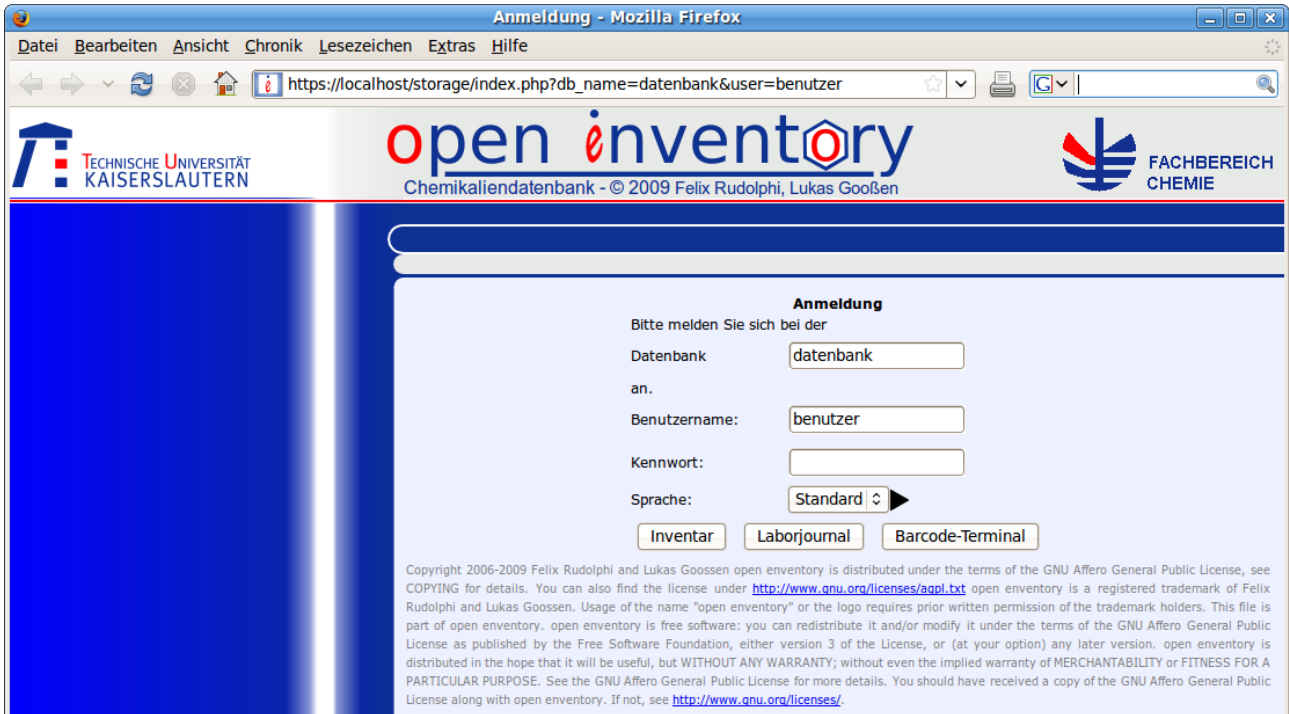 Anmeldung - Mozilla Firefox
Datei Bearbeiten Ansicht Chronik Lesezeichen Extras Hilfe
https://localhost/storage/index.php?db_name=datenbank&user=benutzer
G
TECHNISCHE UNIVERSITÄT
KAISERSLAUTERN
open enventory
Chemikaliendatenbank - © 2009 Felix Rudolphi, Lukas Gooßen
FACHBEREICH
CHEMIE
Anmeldung
Bitte melden Sie sich bei der
Datenbank datenbank
an.
Benutzername: benutzer
Kennwort:
Sprache: Standard
Inventar Laborjournal Barcode-Terminal
Copyright 2006-2009 Felix Rudolphi and Lukas Goossen open enventory is distributed under the terms of the GNU Affero General Public License, see
COPYING for details. You can also find the license under http://www.gnu.org/licenses/agpl.txt open enventory is a registered trademark of Felix
Rudolphi and Lukas Goossen. Usage of the name "open enventory" or the logo requires prior written permission of the trademark holders. This file is
part of open enventory. open enventory is free software: you can redistribute it and/or modify it under the terms of the GNU Affero General Public
License as published by the Free Software Foundation, either version 3 of the License, or (at your option) any later version. open enventory is
distributed in the hope that it will be useful, but WITHOUT ANY WARRANTY; without even the implied warranty of MERCHANTABILITY or FITNESS FOR A
PARTICULAR PURPOSE. See the GNU Affero General Public License for more details. You should have received a copy of the GNU Affero General Public
License along with open enventory. If not, see http://www.gnu.org/licenses/.